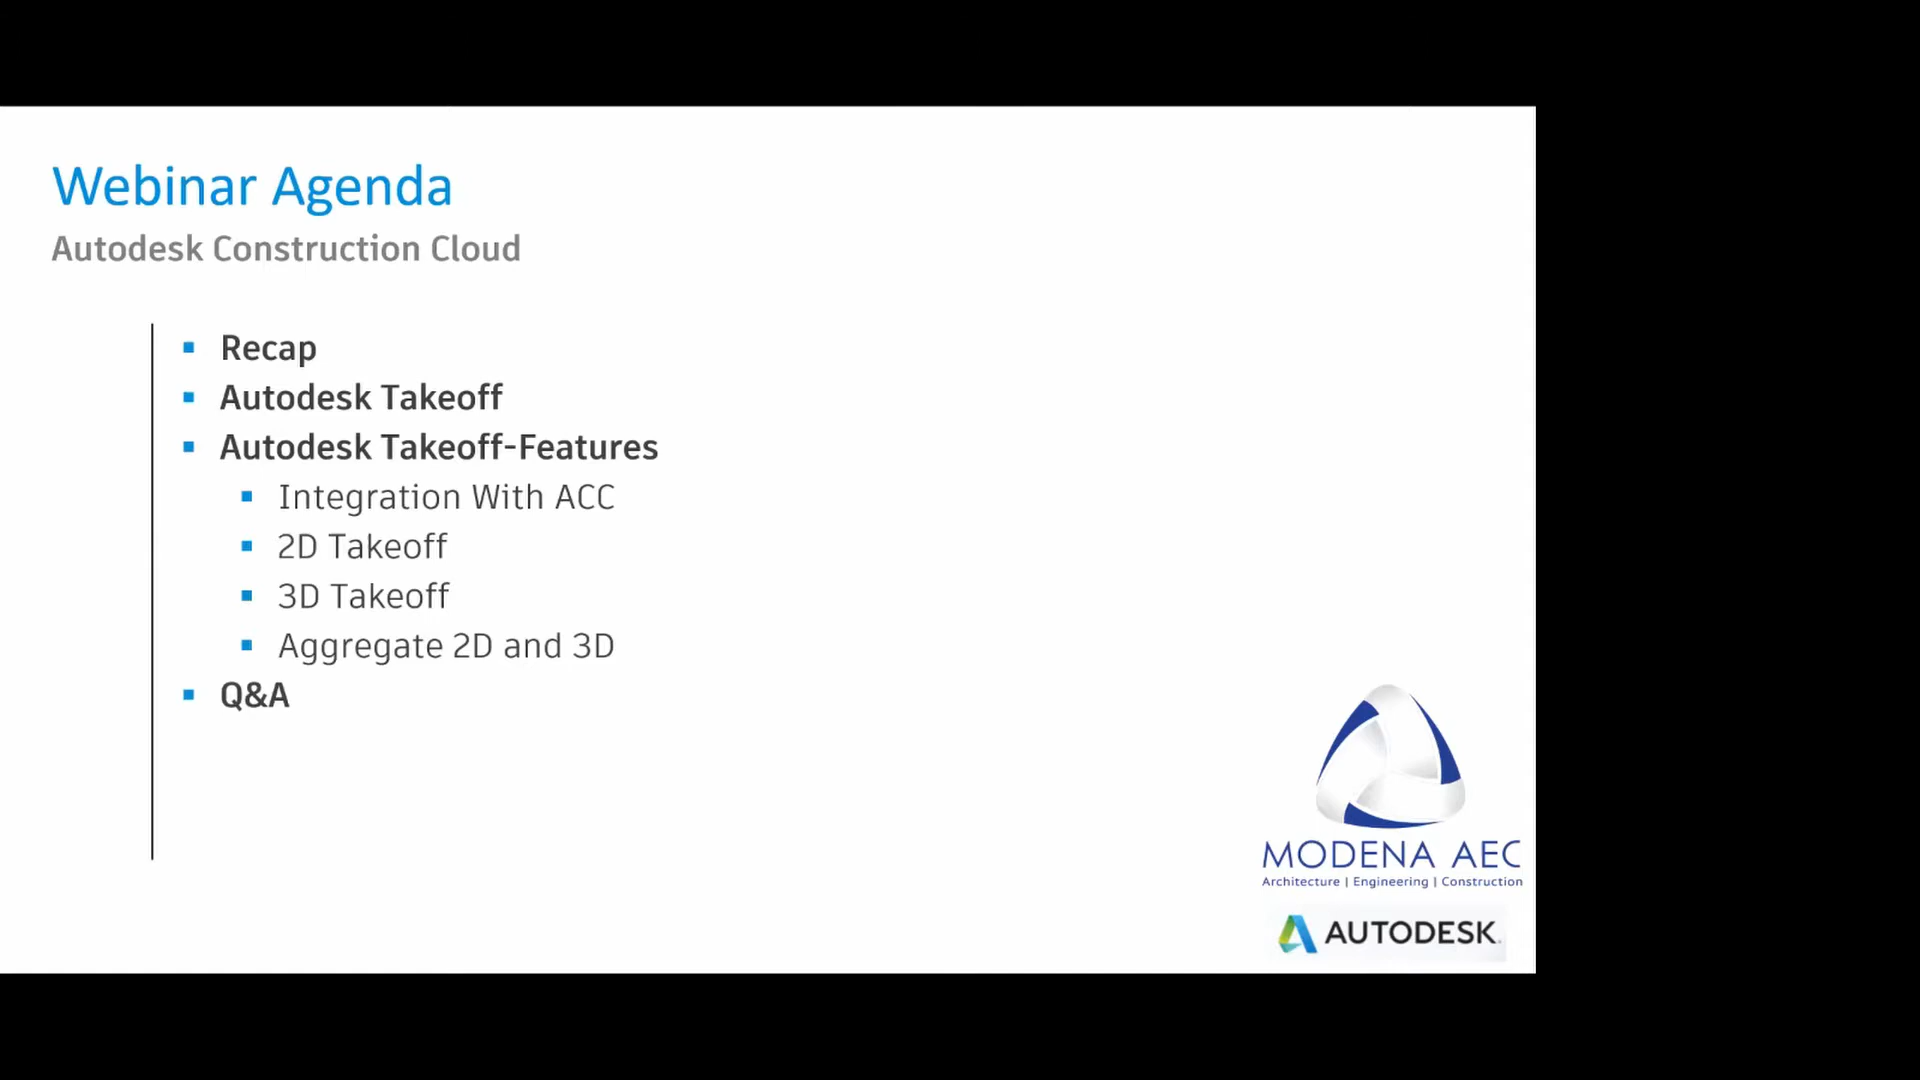 Webinar Agenda
Autodesk Construction Cloud
Recap
Autodesk Takeoff
Autodesk Takeoff-Features
Integration With ACC
2D Takeoff
3D Takeoff
Aggregate 2D and 3D
Q&A
MODENA AEC
Architecture | Engineering | Construction
AUTODESK.